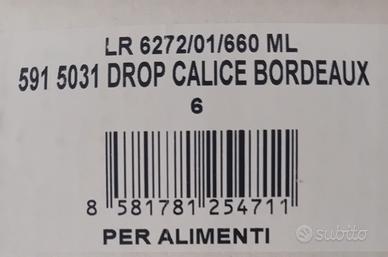 LR 6272/01/660 ML
591 5031 DROP CALICE BORDEAUX
6
8 581781 254711
PER ALIMENTI
subito